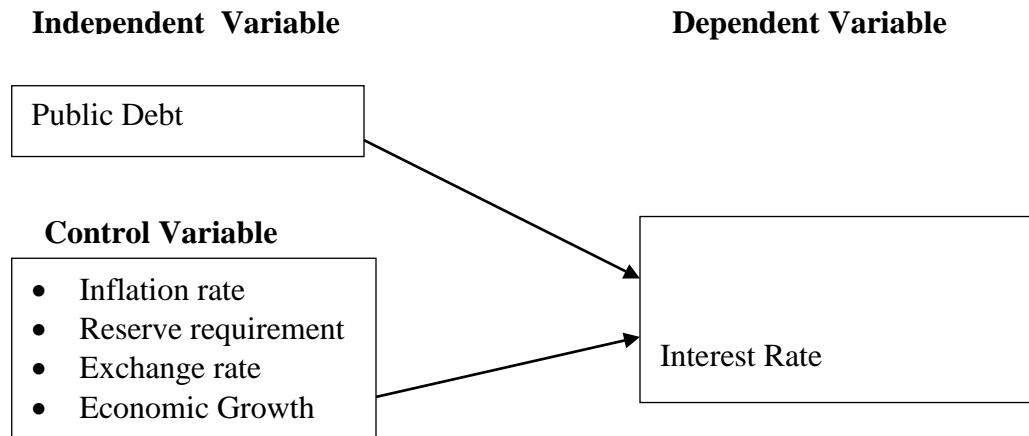 Independent Variable
Dependent Variable
Public Debt
Control Variable
• Inflation rate
• Reserve requirement
• Exchange rate
• Economic Growth
Interest Rate